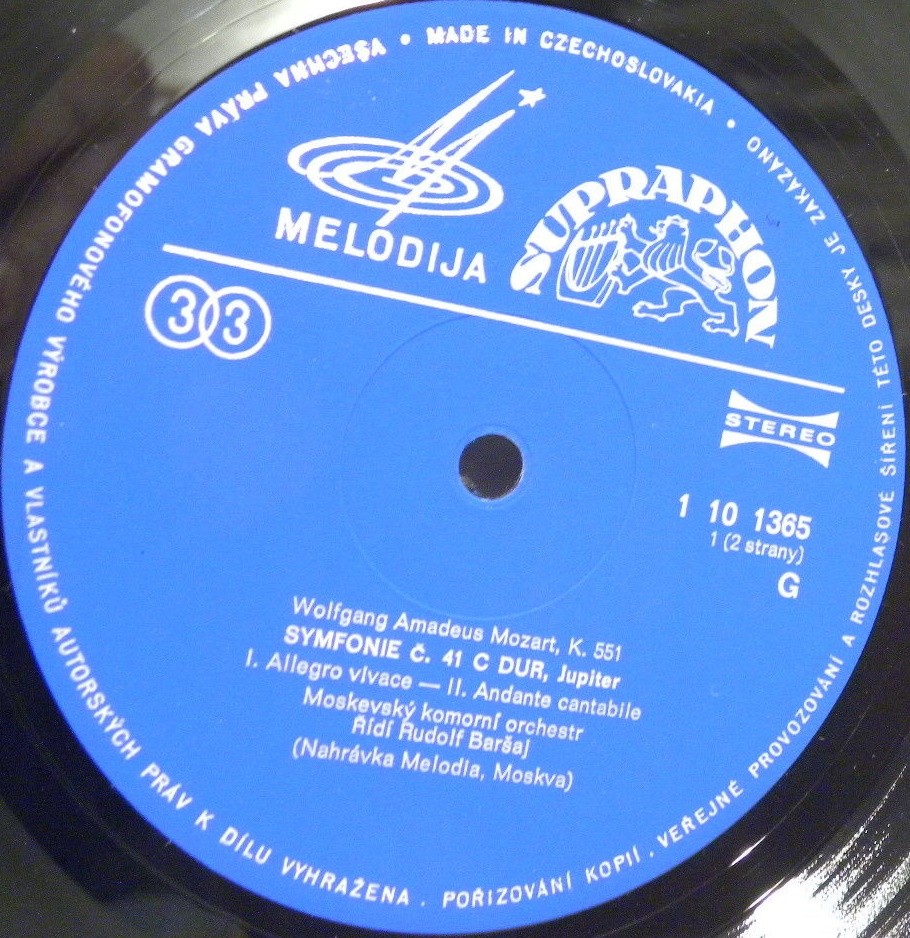 MADE IN CZECHOSLOVAKIA •
VŠECHNA PRÁVA GRAMOFONOVÉHO VÝROBCE A VLASTNÍKŮ AUTORSKÝCH PRÁV K DÍLU VYHRAŽENA . POŘIZOVÁNÍ KOPIÍ . VEŘEJNÉ PROVOZOVÁNÍ A ROZHLASOVÉ ŠÍŘENÍ TÉTO DESKY JE ZAKÁZÁNO •
MELODIJA
SUPRAPHON
33
STEREO
1 10 1365
1 (2 strany)
G
Wolfgang Amadeus Mozart, K. 551
SYMFONIE Č. 41 C DUR, Jupiter
I. Allegro vivace — II. Andante cantabile
Moskevský komorní orchestr
Řídí Rudolf Baršaj
(Nahrávka Melodia, Moskva)